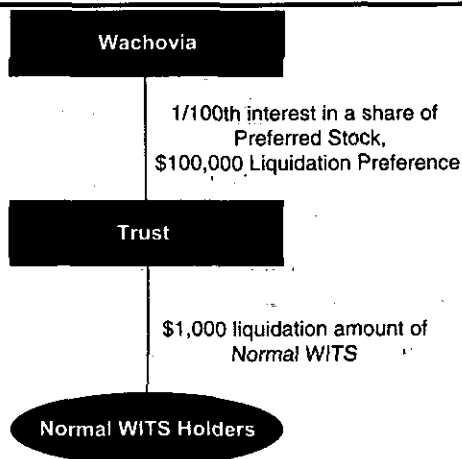 Wachovia
1/100th interest in a share of
Preferred Stock,
$100,000 Liquidation Preference
Trust
$1,000 liquidation amount of
Normal WITS
Normal WITS Holders